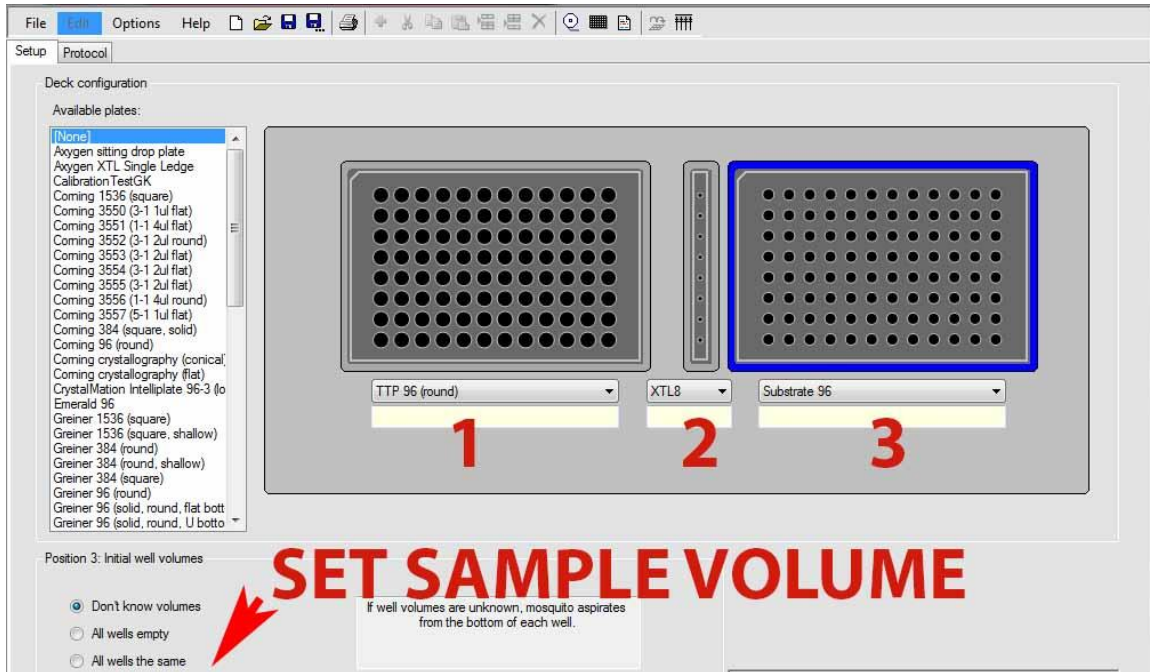 File Edit Options Help
Setup Protocol
Deck configuration
Available plates:
[None]
Axygen sitting drop plate
Axygen XTL Single Ledge
CalibrationTestGK
Corning 1536 (square)
Corning 3550 (3-1 1ul flat)
Corning 3551 (1-1 4ul flat)
Corning 3552 (3-1 2ul round)
Corning 3553 (3-1 2ul flat)
Corning 3554 (3-1 2ul flat)
Corning 3555 (3-1 2ul flat)
Corning 3556 (1-1 4ul round)
Corning 3557 (5-1 1ul flat)
Corning 384 (square, solid)
Corning 96 (round)
Corning crystallography (conical)
Corning crystallography (flat)
CrystalMation Intelliplate 96-3 (lo
Emerald 96
Greiner 1536 (square)
Greiner 1536 (square, shallow)
Greiner 384 (round)
Greiner 384 (round, shallow)
Greiner 384 (square)
Greiner 96 (round)
Greiner 96 (solid, round, flat bott
Greiner 96 (solid, round, U botto
TTP 96 (round) XTL8 Substrate 96
1 2 3
Position 3: Initial well volumes
SET SAMPLE VOLUME
Don't know volumes
All wells empty
All wells the same
If well volumes are unknown, mosquito aspirates
from the bottom of each well.